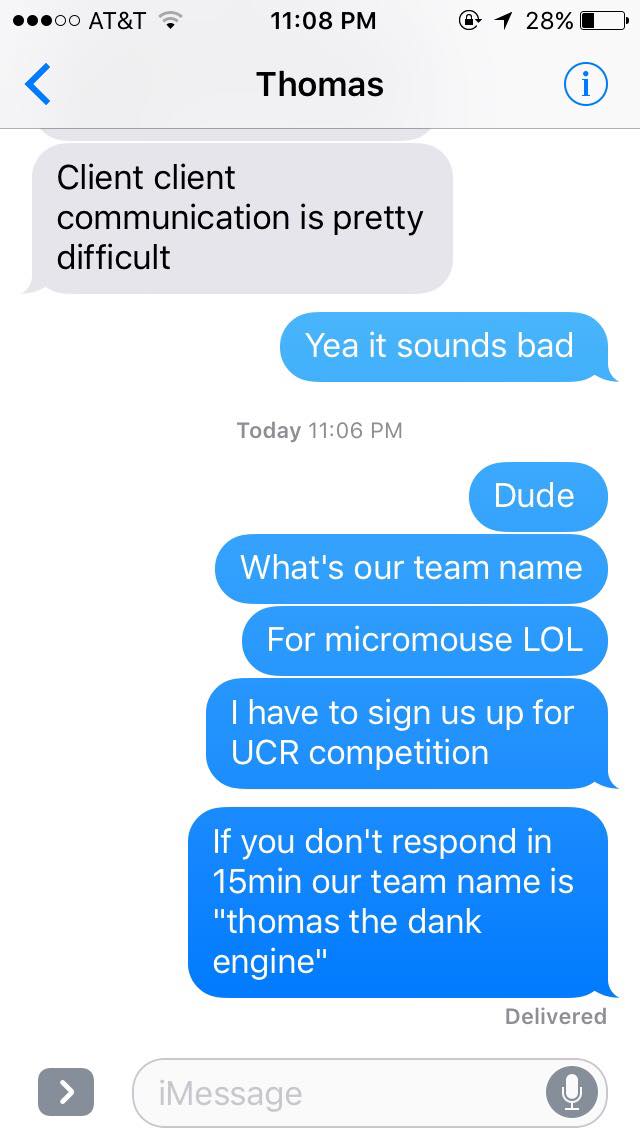 AT&T 11:08 PM 28%
Thomas
Client client
communication is pretty
difficult
Yea it sounds bad
Today 11:06 PM
Dude
What's our team name
For micromouse LOL
I have to sign us up for
UCR competition
If you don't respond in
15min our team name is
"thomas the dank
engine"
Delivered
iMessage